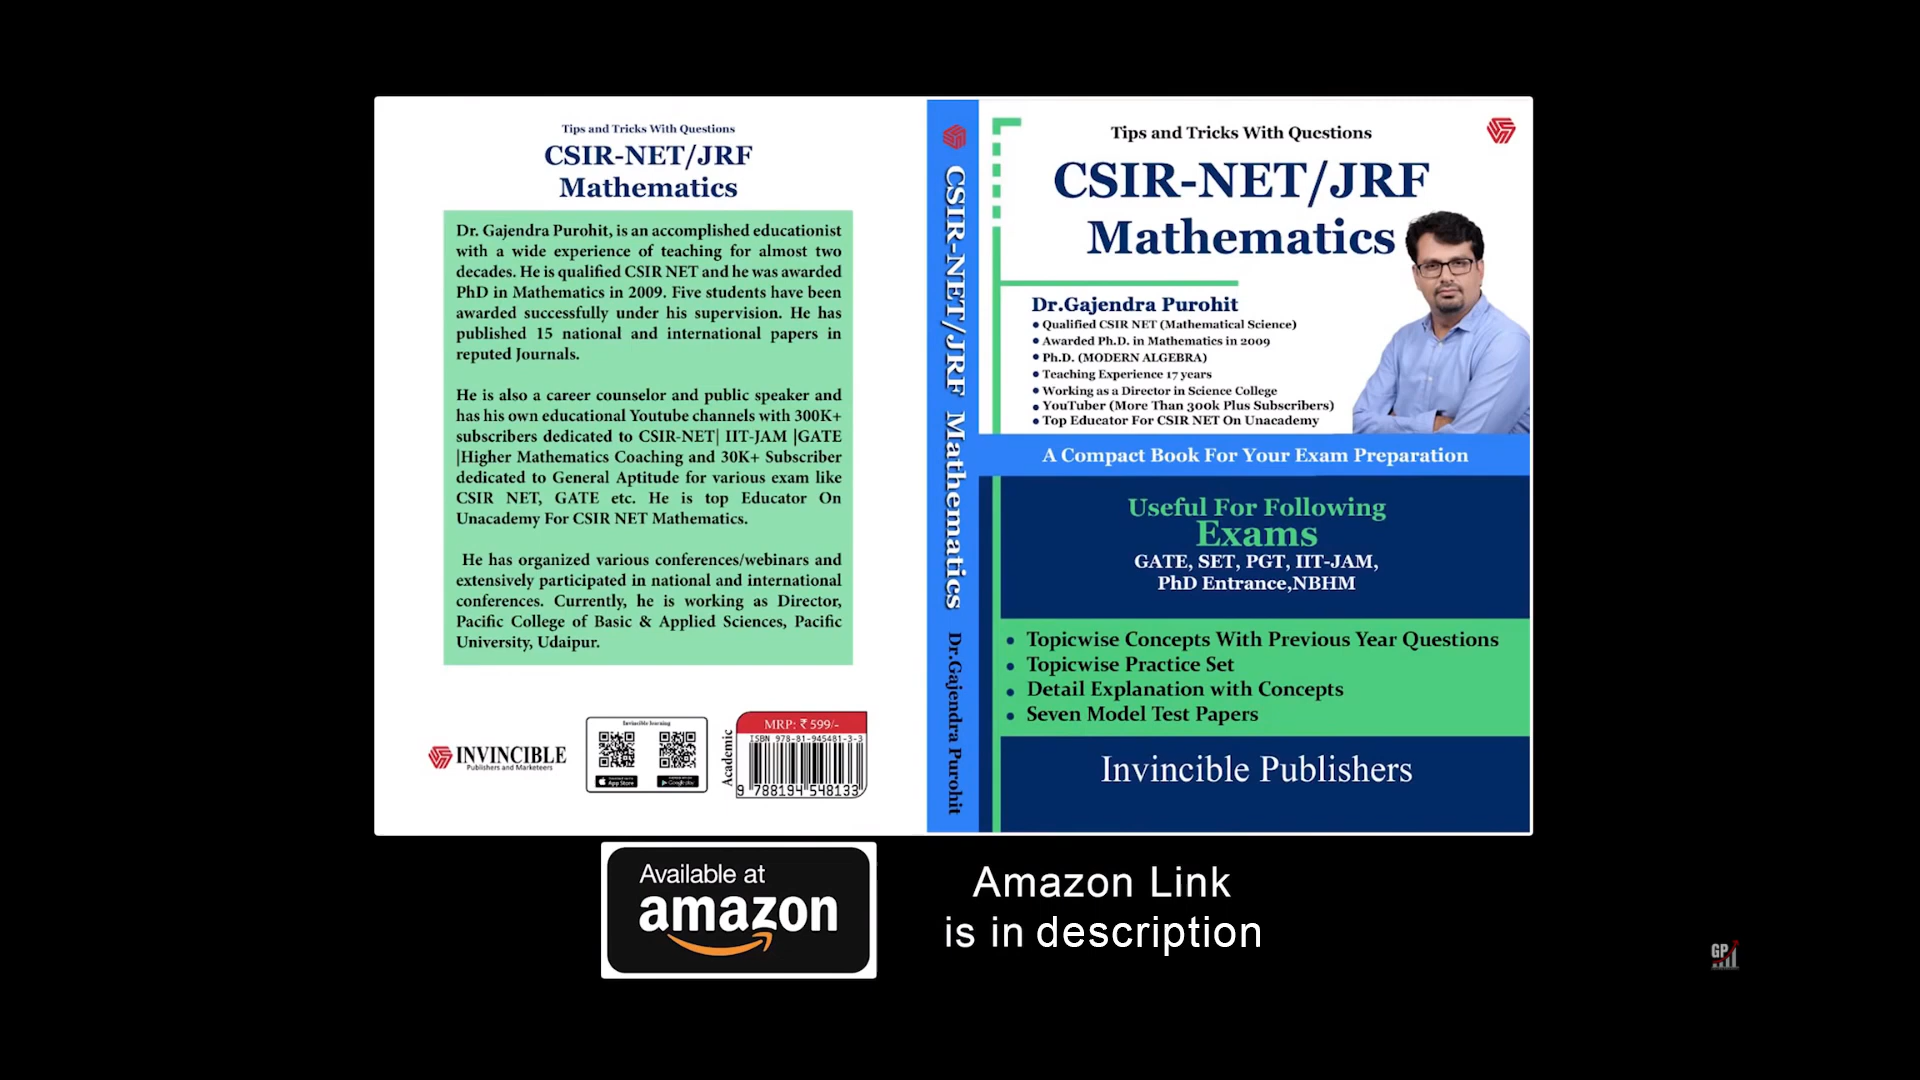 Tips and Tricks With Questions
CSIR-NET/JRF
Mathematics
Dr. Gajendra Purohit, is an accomplished educationist
with a wide experience of teaching for almost two
decades. He is qualified CSIR NET and he was awarded
PhD in Mathematics in 2009. Five students have been
awarded successfully under his supervision. He has
published 15 national and international papers in
reputed Journals.
He is also a career counselor and public speaker and
has his own educational Youtube channels with 300K+
subscribers dedicated to CSIR-NET| IIT-JAM |GATE
|Higher Mathematics Coaching and 30K+ Subscriber
dedicated to General Aptitude for various exam like
CSIR NET, GATE etc. He is top Educator On
Unacademy For CSIR NET Mathematics.
He has organized various conferences/webinars and
extensively participated in national and international
conferences. Currently, he is working as Director,
Pacific College of Basic & Applied Sciences, Pacific
University, Udaipur.
INVINCIBLE
Publishers and Marketeers
Invincible Learning
App Store
Google Play
Academic
MRP: ₹ 599/-
ISBN 978-81-945481-3-3
9 788194 548133
CSIR-NET/JRF Mathematics Dr.Gajendra Purohit
Tips and Tricks With Questions
CSIR-NET/JRF
Mathematics
Dr.Gajendra Purohit
• Qualified CSIR NET (Mathematical Science)
• Awarded Ph.D. in Mathematics in 2009
• Ph.D. (MODERN ALGEBRA)
• Teaching Experience 17 years
• Working as a Director in Science College
• YouTuber (More Than 300k Plus Subscribers)
• Top Educator For CSIR NET On Unacademy
A Compact Book For Your Exam Preparation
Useful For Following
Exams
GATE, SET, PGT, IIT-JAM,
PhD Entrance,NBHM
• Topicwise Concepts With Previous Year Questions
• Topicwise Practice Set
• Detail Explanation with Concepts
• Seven Model Test Papers
Invincible Publishers
Available at
amazon
Amazon Link
is in description
GP